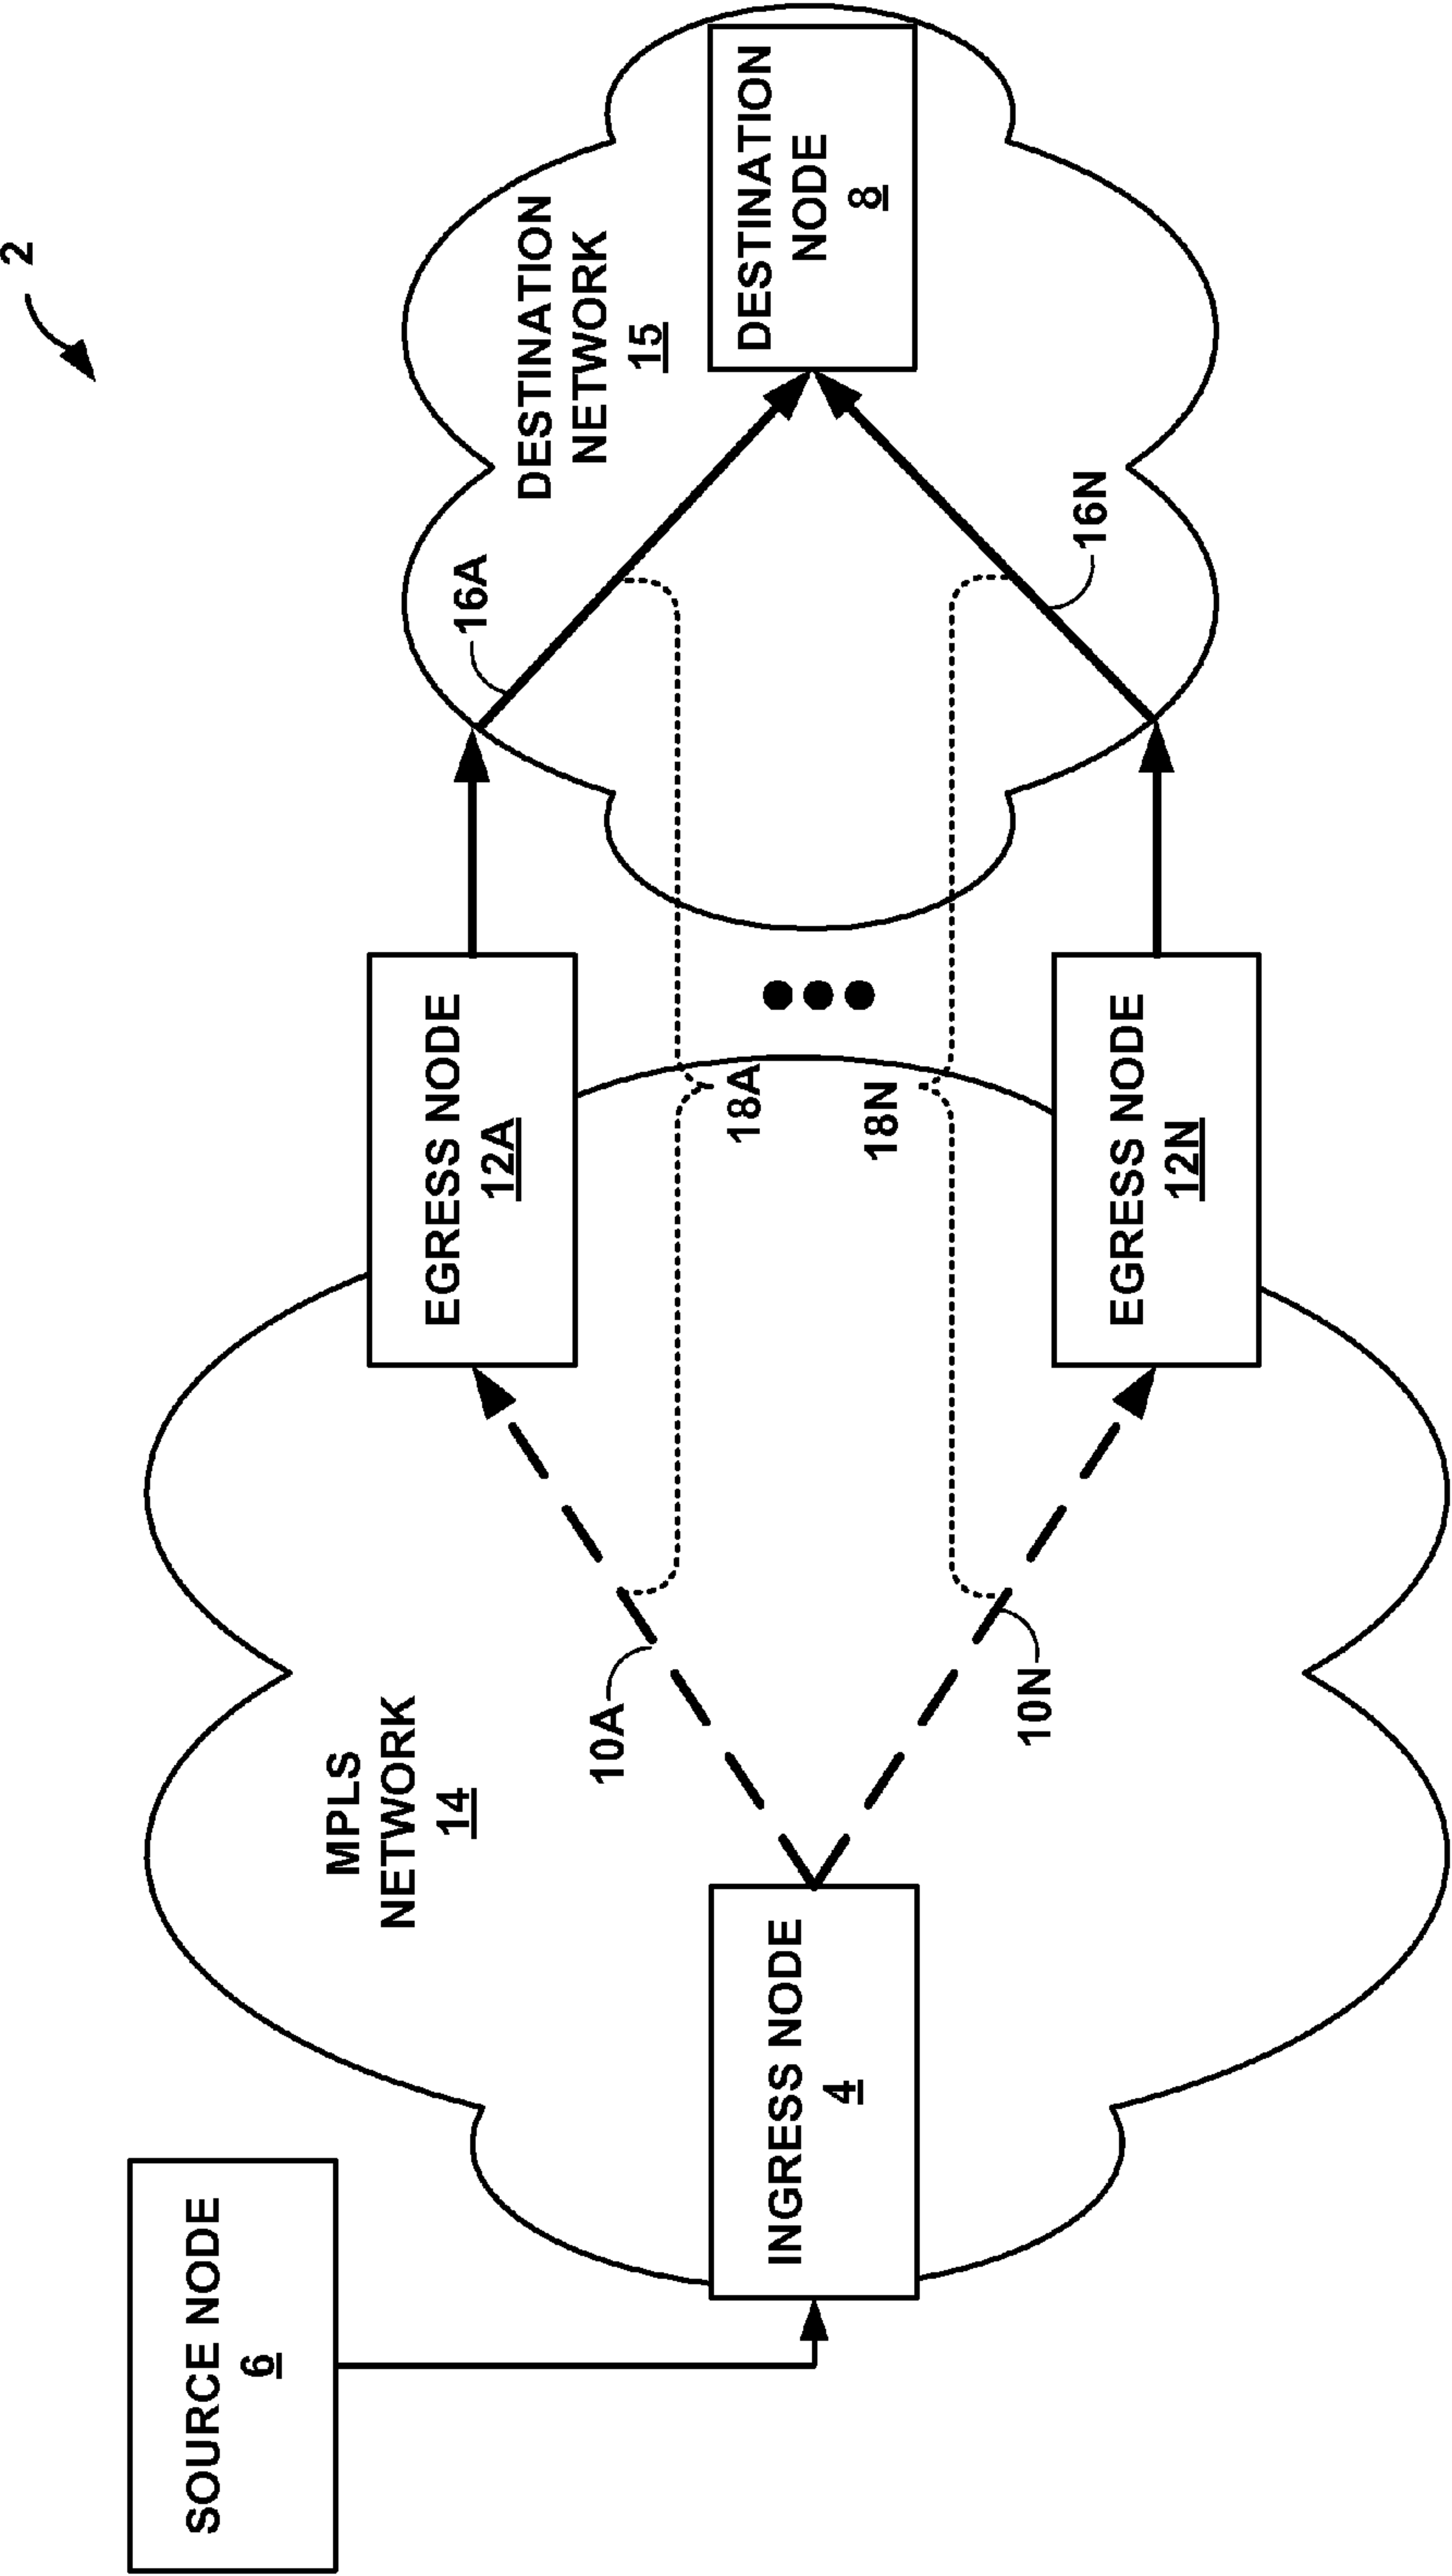 2
SOURCE NODE
6
MPLS
NETWORK
14
INGRESS NODE
4
10A
10N
EGRESS NODE
12A
EGRESS NODE
12N
18A
18N
16A
16N
DESTINATION
NETWORK
15
DESTINATION
NODE
8